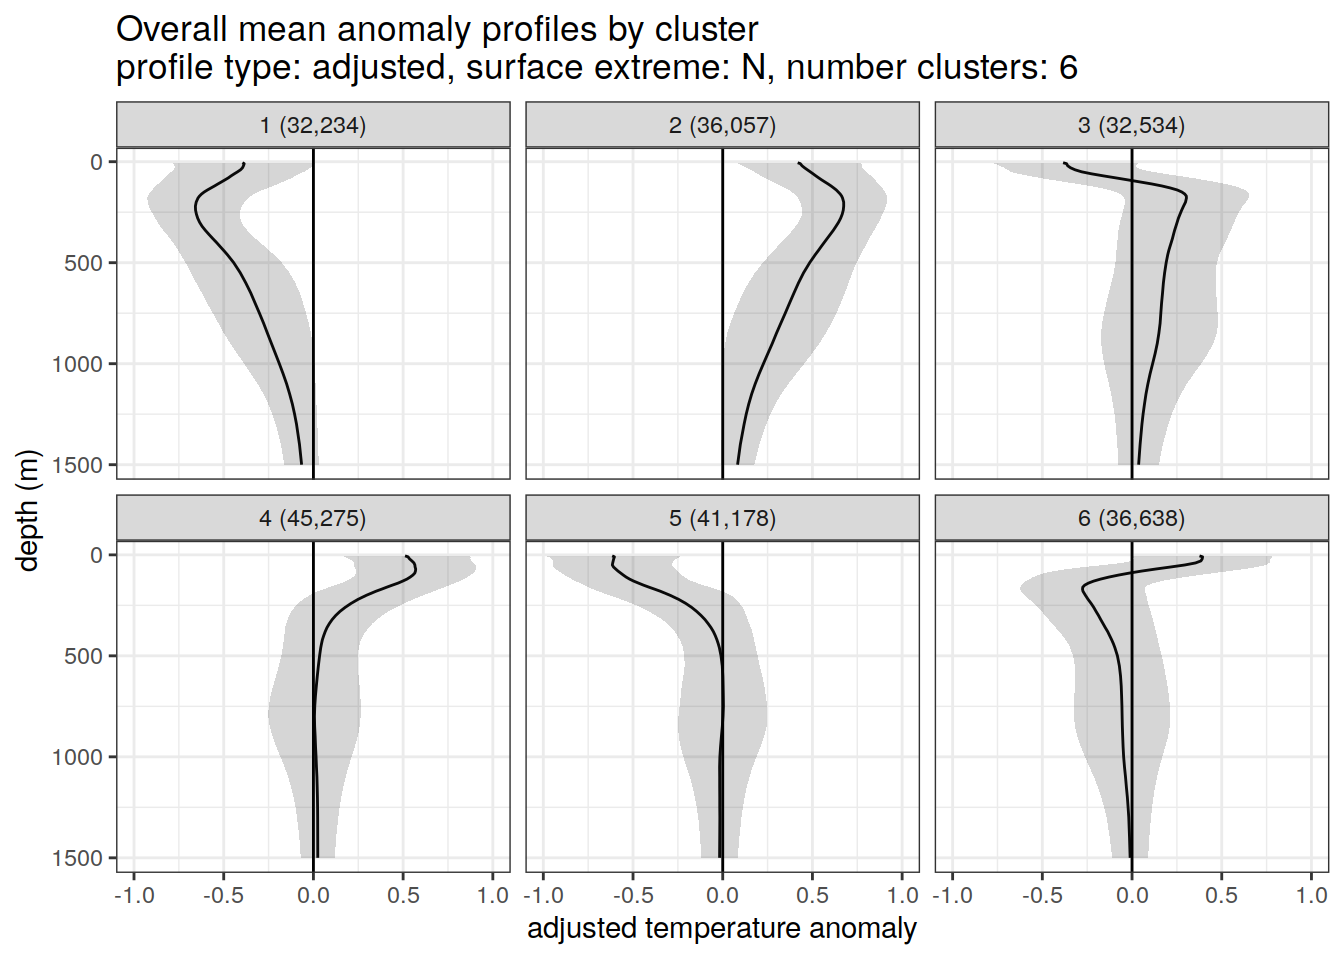 Overall mean anomaly profiles by cluster
profile type: adjusted, surface extreme: N, number clusters: 6
1 (32,234)
2 (36,057)
3 (32,534)
0
500
1000
1500
4 (45,275)
5 (41,178)
6 (36,638)
0
500
1000
1500
depth (m)
-1.0 -0.5 0.0 0.5 1.0
-1.0 -0.5 0.0 0.5 1.0
-1.0 -0.5 0.0 0.5 1.0
adjusted temperature anomaly